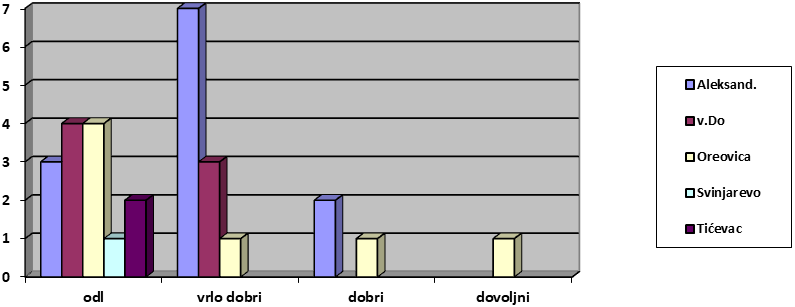 7
6
5
4
3
2
1
0
odl vrlo dobri dobri dovoljni
Aleksand.
v.Do
Oreovica
Svinjarevo
Tićevac